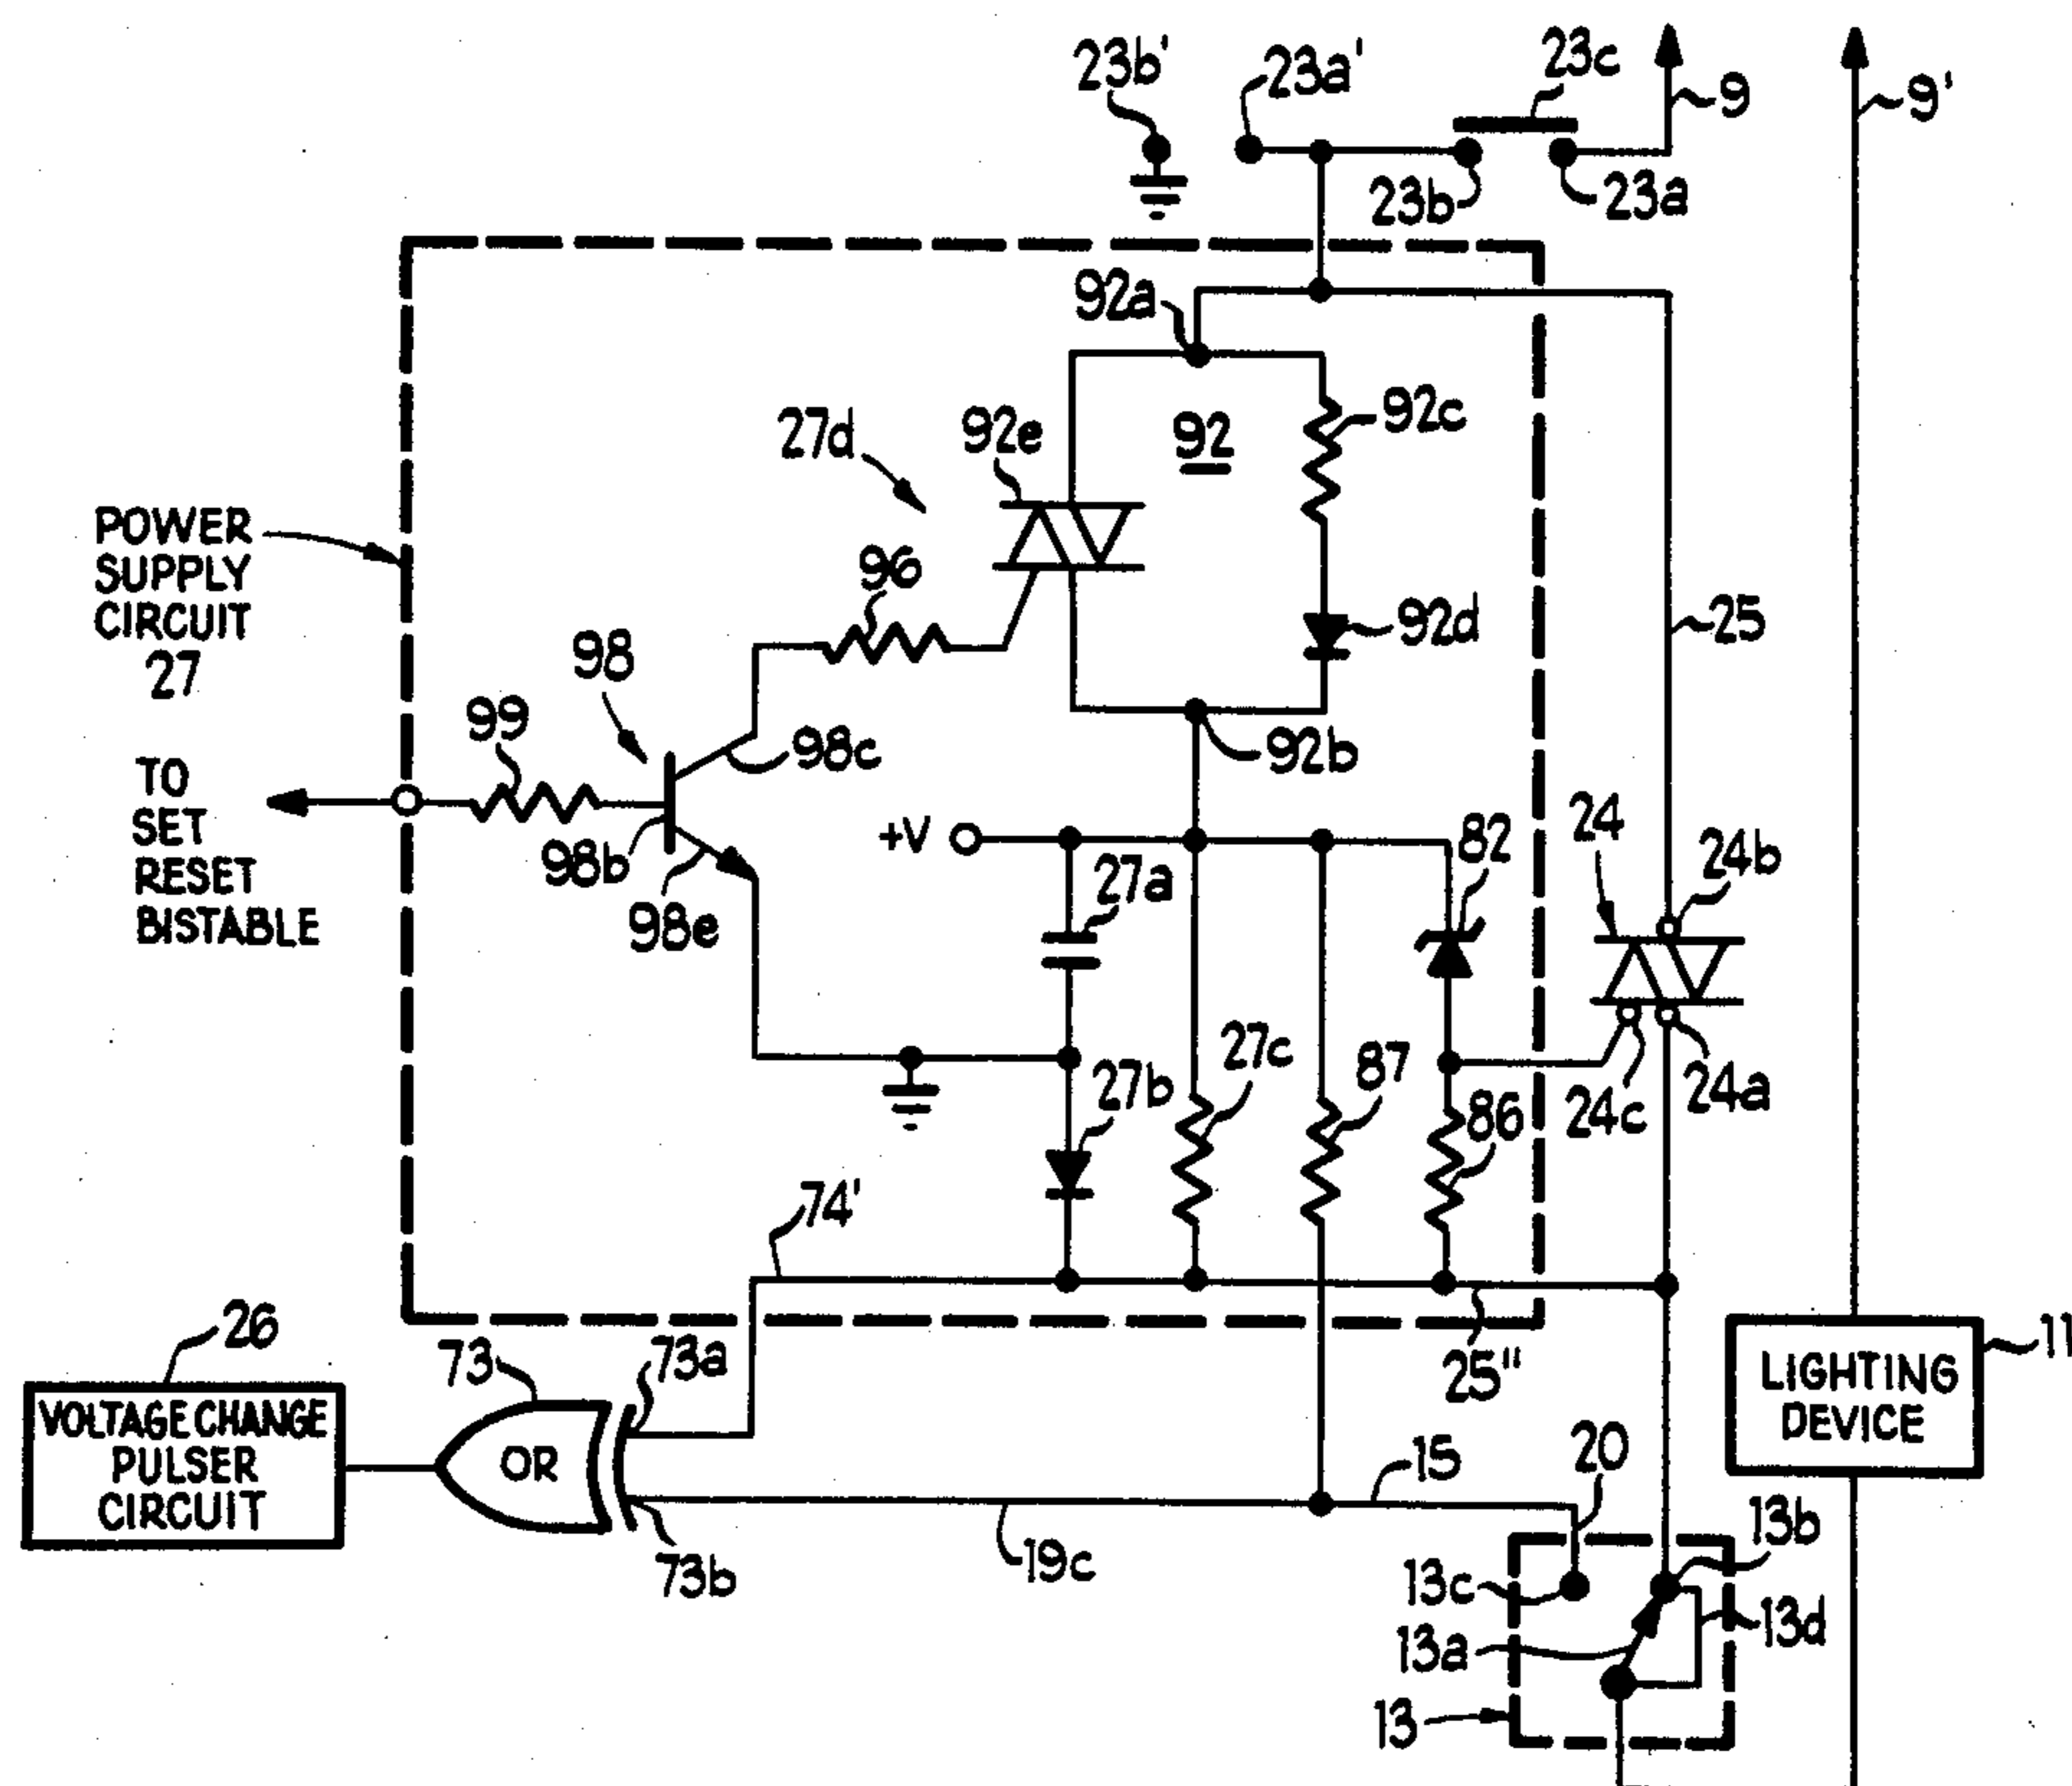 23b'
23a'
23c
9
9'
23b
23a
92a
27d
92e
92
92c
POWER
SUPPLY
CIRCUIT
27
96
92d
25
98
99
98c
92b
TO
SET
RESET
BISTABLE
98b
98e
+V
27a
82
24
24b
27b
27c
87
86
24c
24a
74'
26
73
73a
25"
11
LIGHTING
DEVICE
VOLTAGE CHANGE
PULSER
CIRCUIT
OR
15
20
13b
73b
19c
13c
13a
13d
13